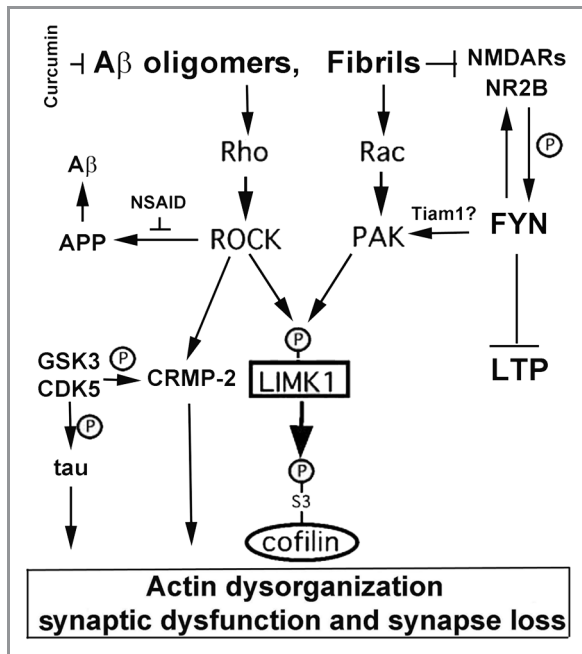 Curcumin
Aβ oligomers, Fibrils
NMDARs
NR2B
P
Rho
Rac
Aβ
NSAID
Tiam1?
APP
ROCK
PAK
FYN
P
GSK3
P
CDK5
CRMP-2
LIMK1
LTP
P
tau
P
S3
cofilin
Actin dysorganization
synaptic dysfunction and synapse loss